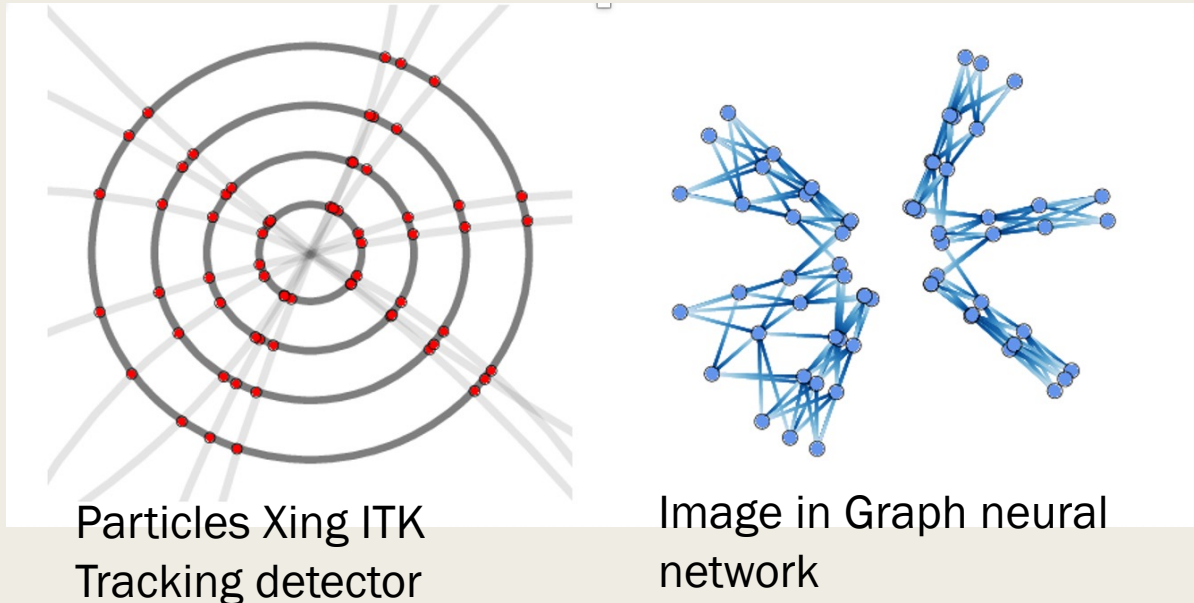 Particles Xing ITK
Tracking detector
Image in Graph neural
network